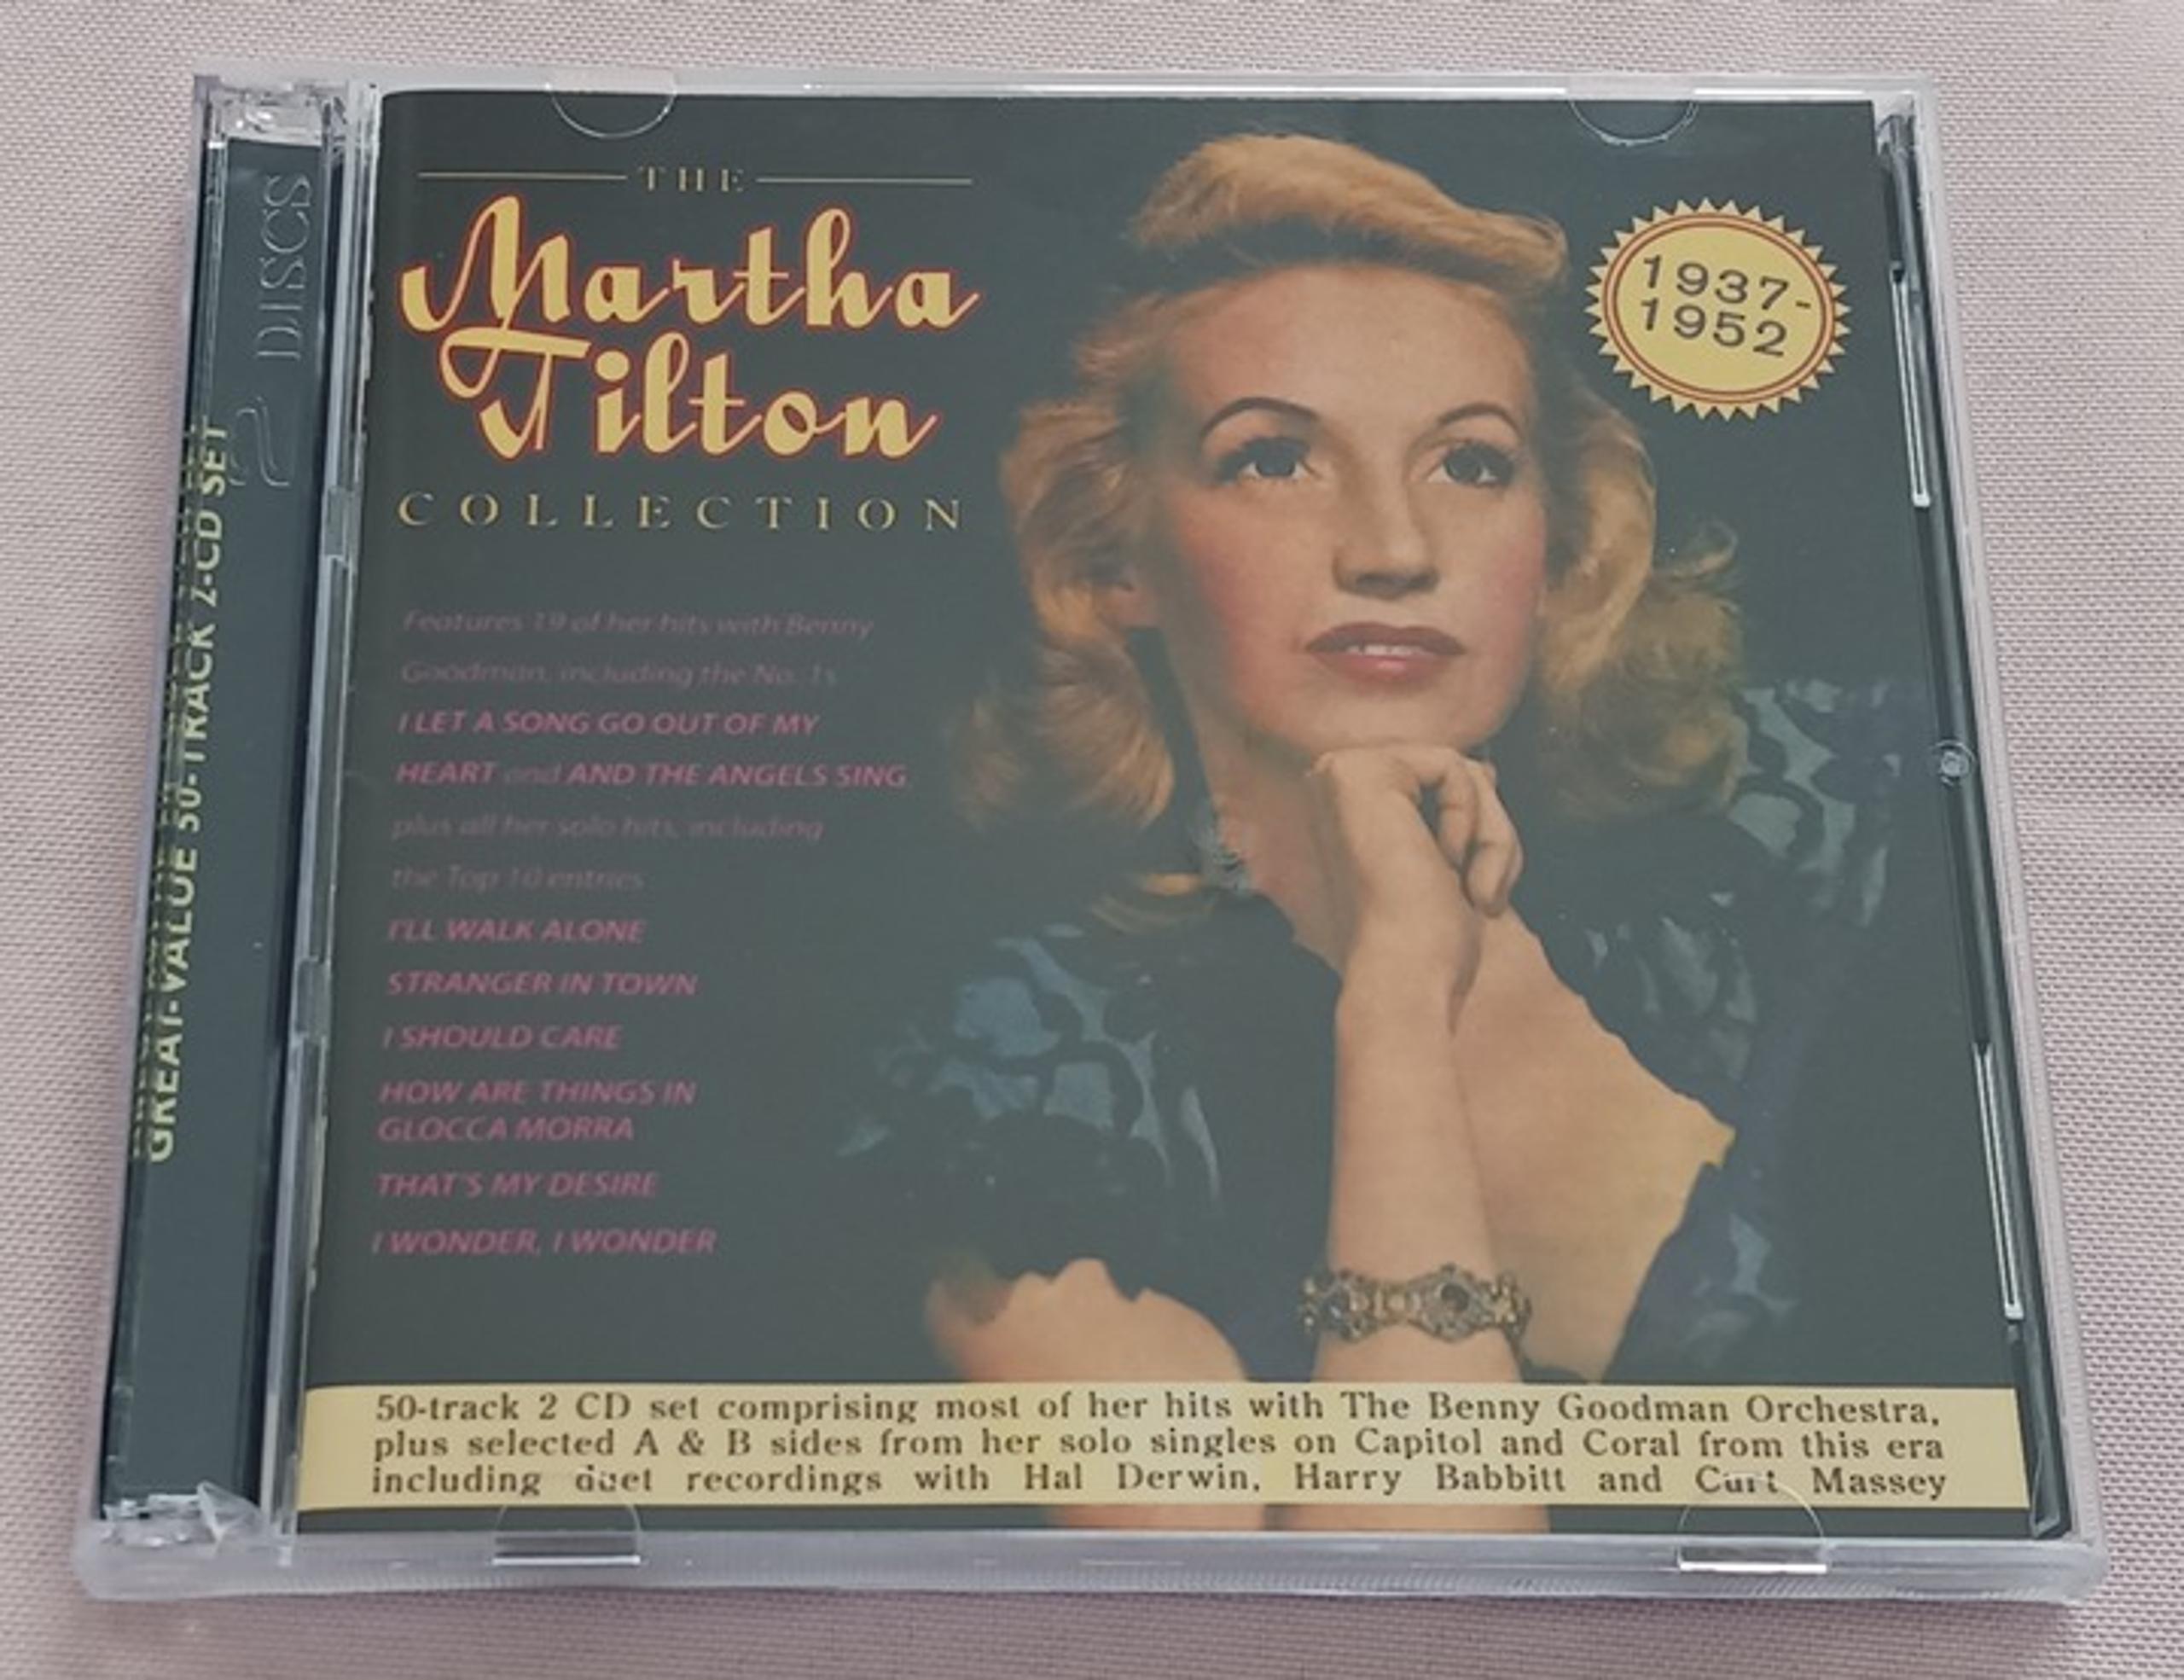 2 DISCS
GREAT-VALUE 50-TRACK 2-CD SET
THE
Martha
Tilton
COLLECTION
1937-
1952
Features 19 of her hits with Benny
Goodman, including the No. 1s
I LET A SONG GO OUT OF MY
HEART and AND THE ANGELS SING,
plus all her solo hits, including
the Top 10 entries
I'LL WALK ALONE
STRANGER IN TOWN
I SHOULD CARE
HOW ARE THINGS IN
GLOCCA MORRA
THAT'S MY DESIRE
I WONDER, I WONDER
50-track 2 CD set comprising most of her hits with The Benny Goodman Orchestra,
plus selected A & B sides from her solo singles on Capitol and Coral from this era
including duet recordings with Hal Derwin, Harry Babbitt and Curt Massey